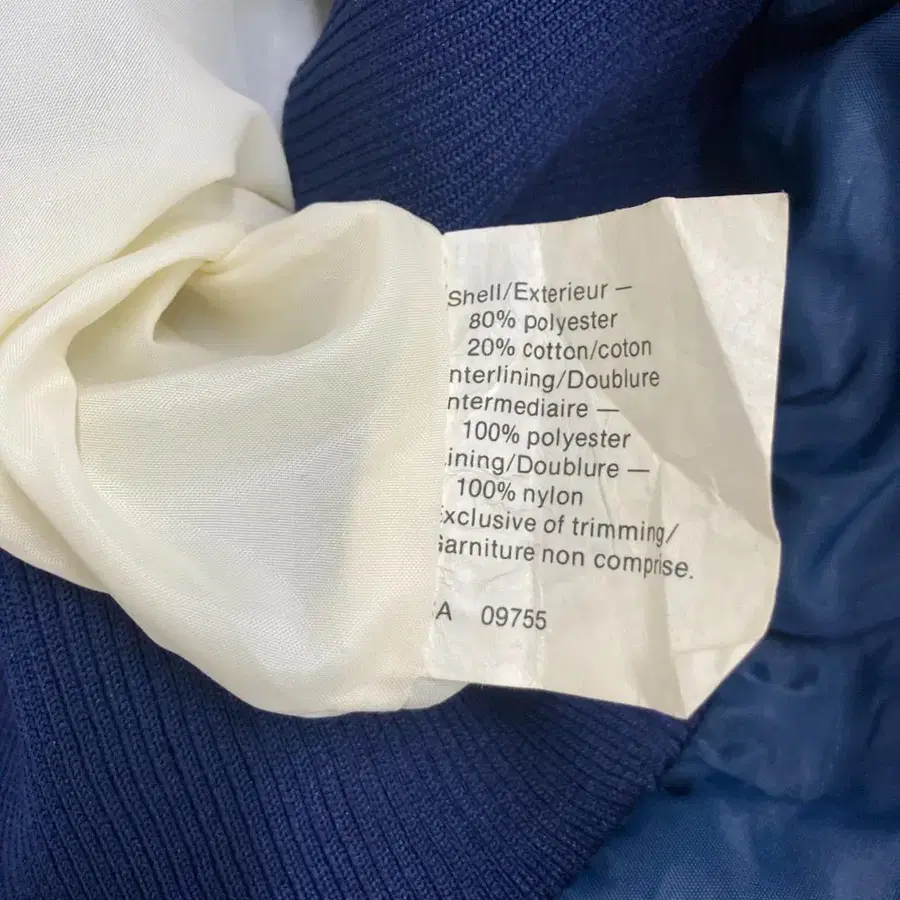 Shell/Exterieur —
80% polyester
20% cotton/coton
nterlining/Doublure
ntermediaire —
100% polyester
ining/Doublure —
100% nylon
xclusive of trimming/
arniture non comprise.
A 09755